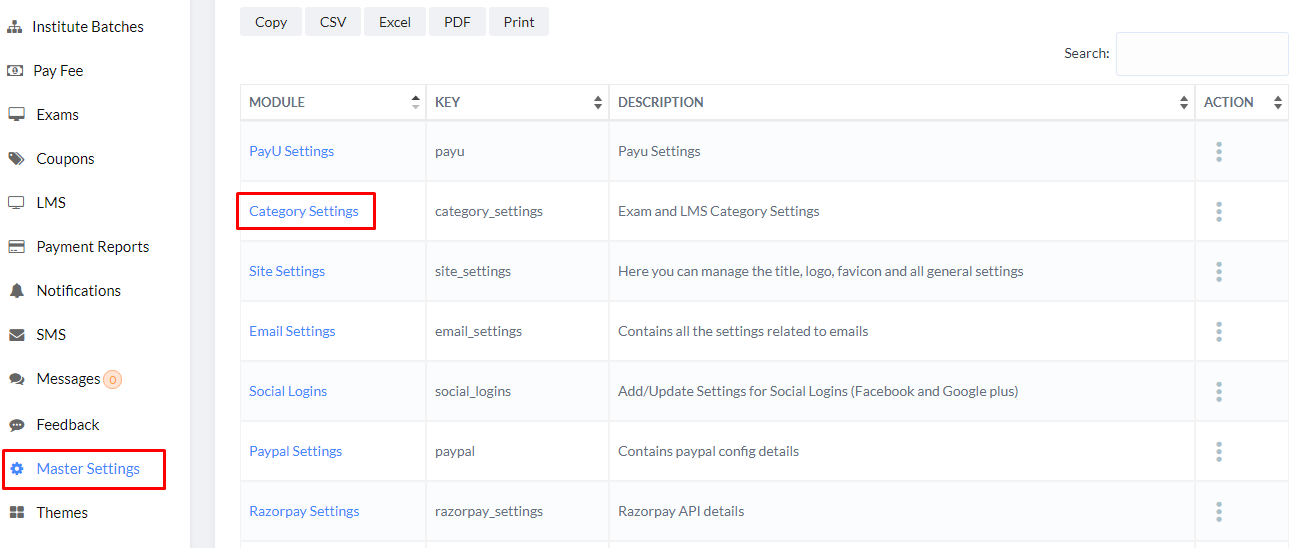 Institute Batches
Pay Fee
Exams
Coupons
LMS
Payment Reports
Notifications
SMS
Messages 0
Feedback
Master Settings
Themes
Copy CSV Excel PDF Print
Search:
MODULE KEY DESCRIPTION ACTION
PayU Settings payu Payu Settings
Category Settings category_settings Exam and LMS Category Settings
Site Settings site_settings Here you can manage the title, logo, favicon and all general settings
Email Settings email_settings Contains all the settings related to emails
Social Logins social_logins Add/Update Settings for Social Logins (Facebook and Google plus)
Paypal Settings paypal Contains paypal config details
Razorpay Settings razorpay_settings Razorpay API details